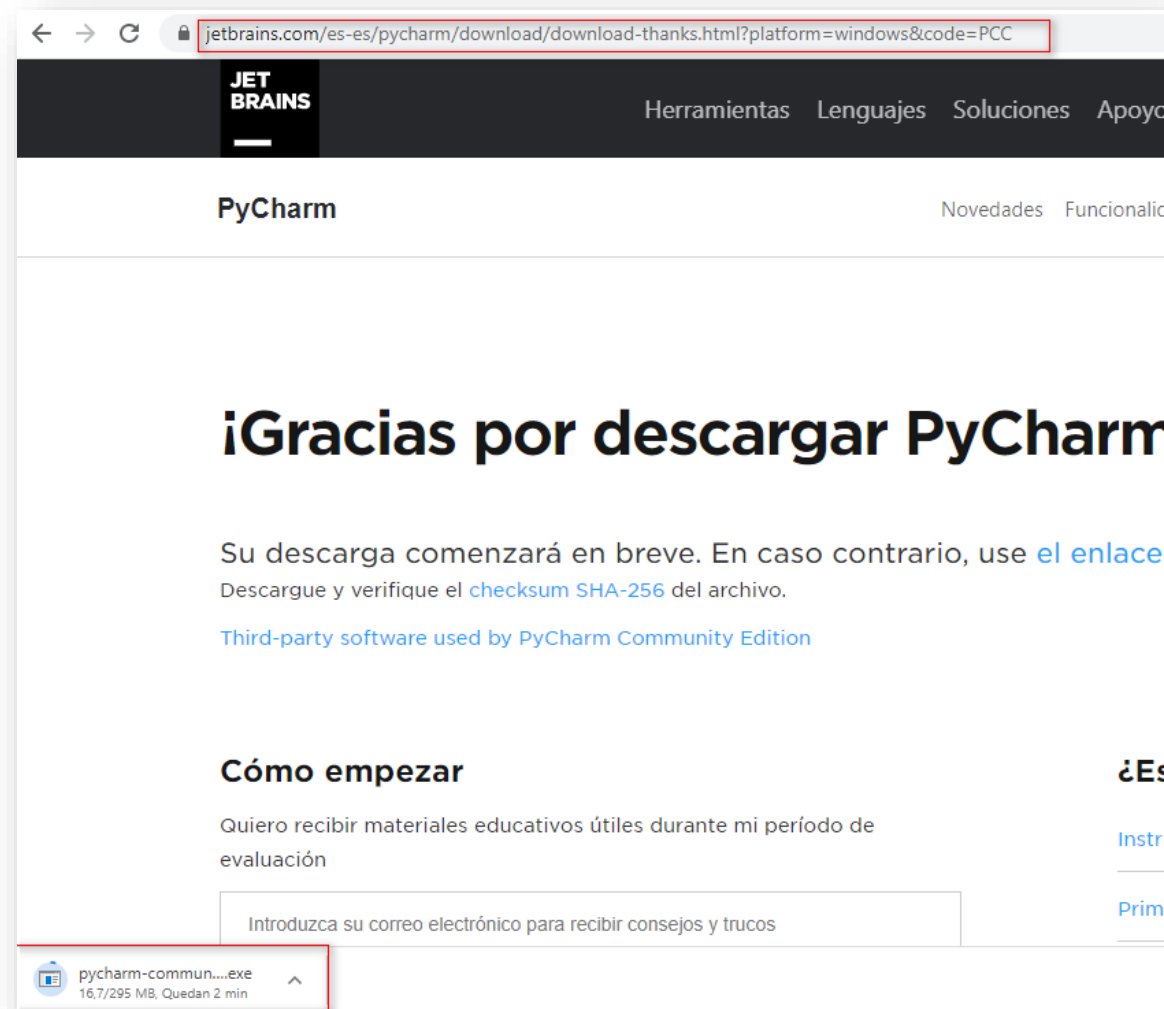 jetbrains.com/es-es/pycharm/download/download-thanks.html?platform=windows&code=PCC
JET
BRAINS
Herramientas Lenguajes Soluciones Apoyo
PyCharm
Novedades Funcionalid
¡Gracias por descargar PyCharm
Su descarga comenzará en breve. En caso contrario, use el enlace
Descargue y verifique el checksum SHA-256 del archivo.
Third-party software used by PyCharm Community Edition
Cómo empezar
¿Es
Quiero recibir materiales educativos útiles durante mi período de
evaluación
Instr
Introduzca su correo electrónico para recibir consejos y trucos
Prim
pycharm-commun....exe
16,7/295 MB, Quedan 2 min